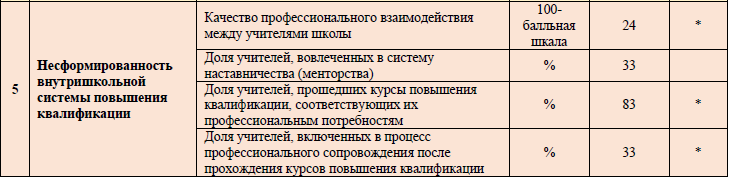 5
Несформированность
внутришкольной
системы повышения
квалификации
Качество профессионального взаимодействия
между учителями школы
100-
балльная
шкала
24
*
Доля учителей, вовлеченных в систему
наставничества (менторства)
%
33
Доля учителей, прошедших курсы повышения
квалификации, соответствующих их
профессиональным потребностям
%
83
*
Доля учителей, включенных в процесс
профессионального сопровождения после
прохождения курсов повышения квалификации
%
33
*